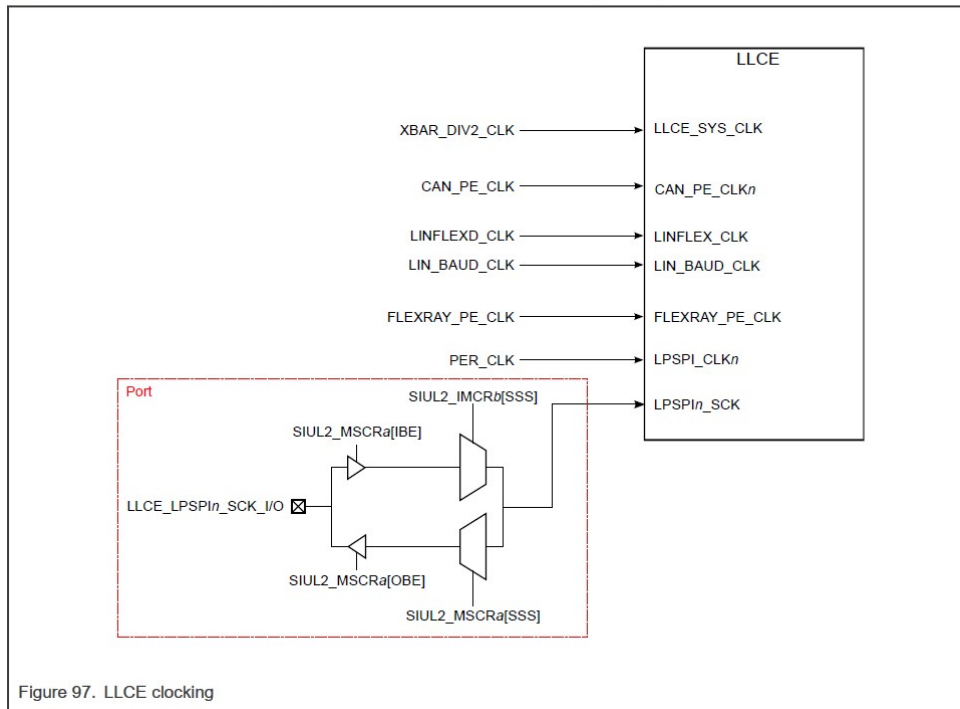 LLCE
XBAR_DIV2_CLK LLCE_SYS_CLK
CAN_PE_CLK CAN_PE_CLKn
LINFLEXD_CLK LINFLEX_CLK
LIN_BAUD_CLK LIN_BAUD_CLK
FLEXRAY_PE_CLK FLEXRAY_PE_CLK
PER_CLK LPSPI_CLKn
Port
SIUL2_IMCRb[SSS]
LPSPIn_SCK
SIUL2_MSCRa[IBE]
LLCE_LPSPIn_SCK_I/O
SIUL2_MSCRa[OBE]
SIUL2_MSCRa[SSS]
Figure 97. LLCE clocking